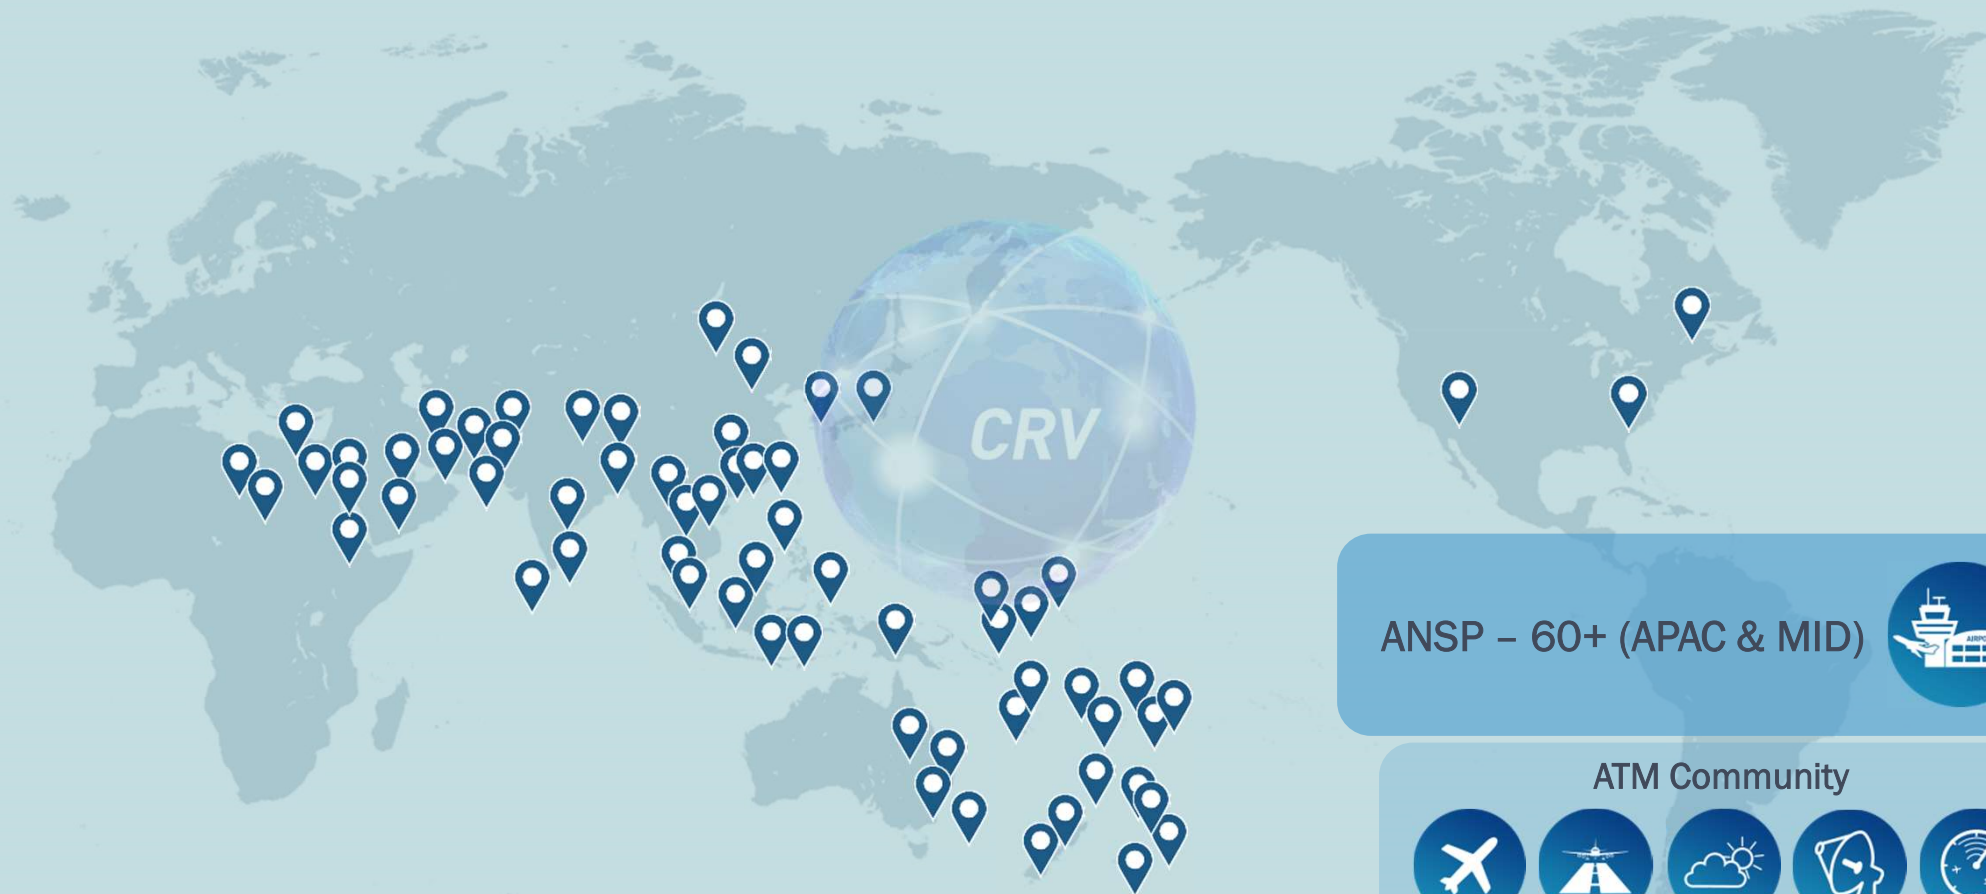 CRV
ANSP – 60+ (APAC & MID)
ATM Community